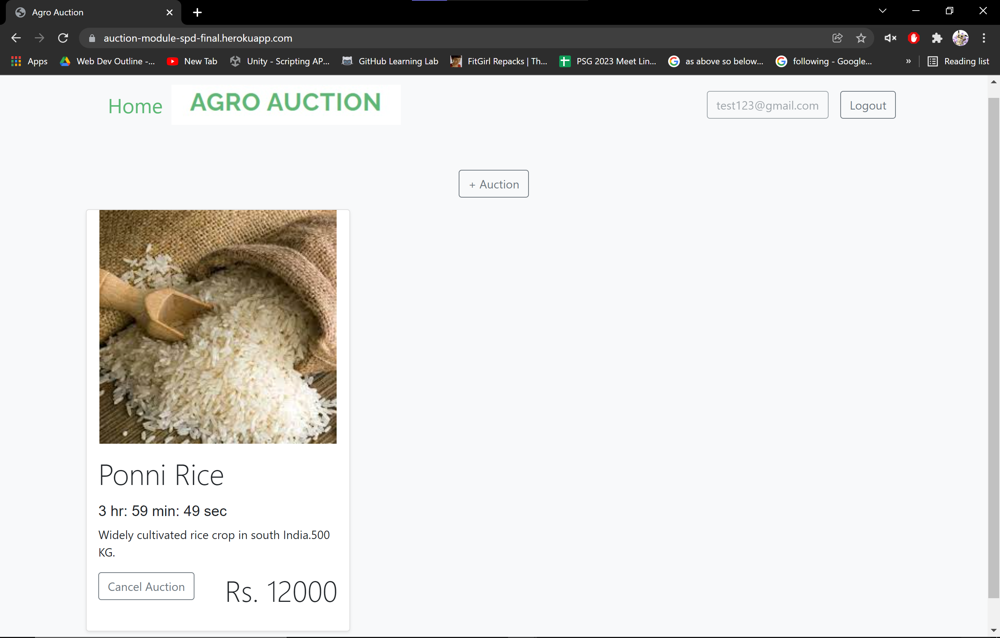 Agro Auction
auction-module-spd-final.herokuapp.com
Apps Web Dev Outline -... New Tab Unity - Scripting AP... GitHub Learning Lab FitGirl Repacks | Th... PSG 2023 Meet Lin... as above so below... following - Google... » Reading list
Home AGRO AUCTION test123@gmail.com Logout
+ Auction
Ponni Rice
3 hr: 59 min: 49 sec
Widely cultivated rice crop in south India.500
KG.
Cancel Auction Rs. 12000